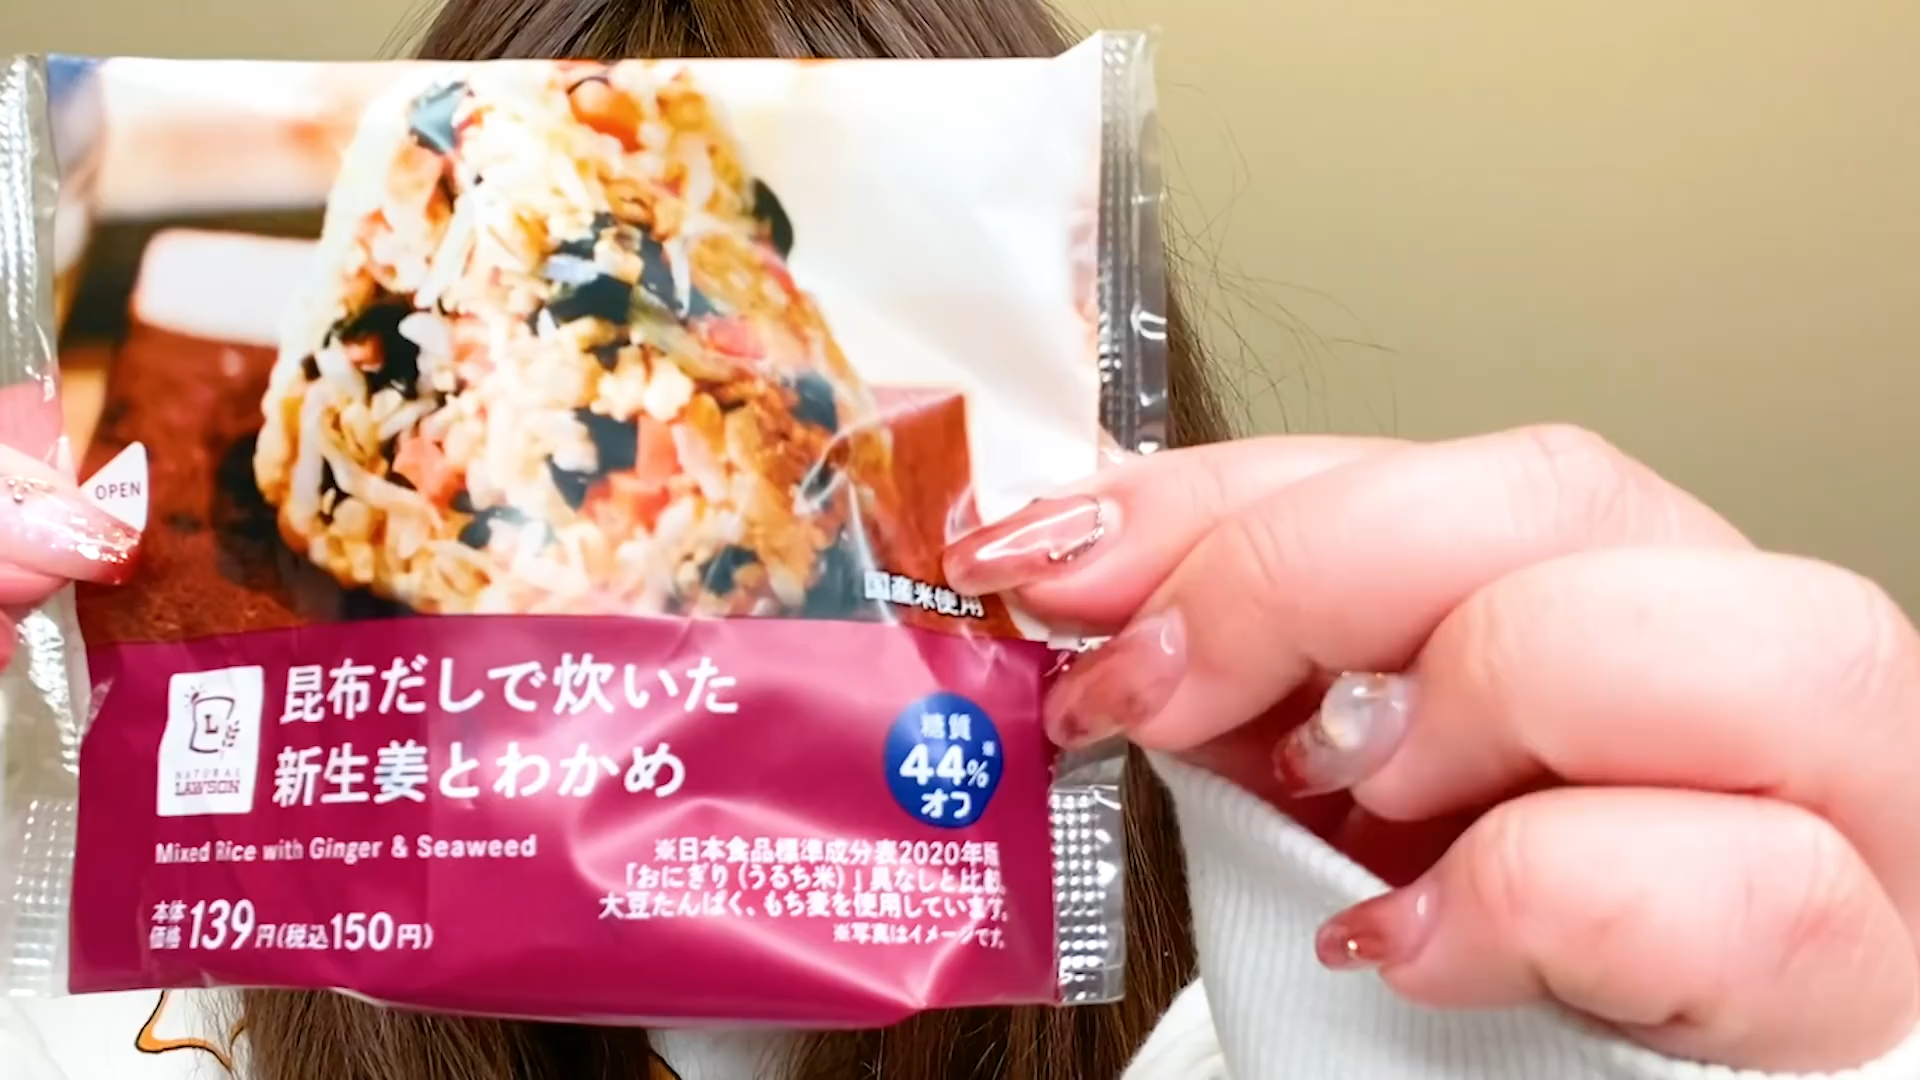 OPEN
国産米使用
昆布だしで炊いた
新生姜とわかめ
L
NATURAL
LAWSON
糖質
44%※
オフ
Mixed Rice with Ginger & Seaweed
※日本食品標準成分表2020年版
「おにぎり(うるち米)」具なしと比較。
大豆たんぱく、もち麦を使用しています。
※写真はイメージです。
本体価格139円(税込150円)